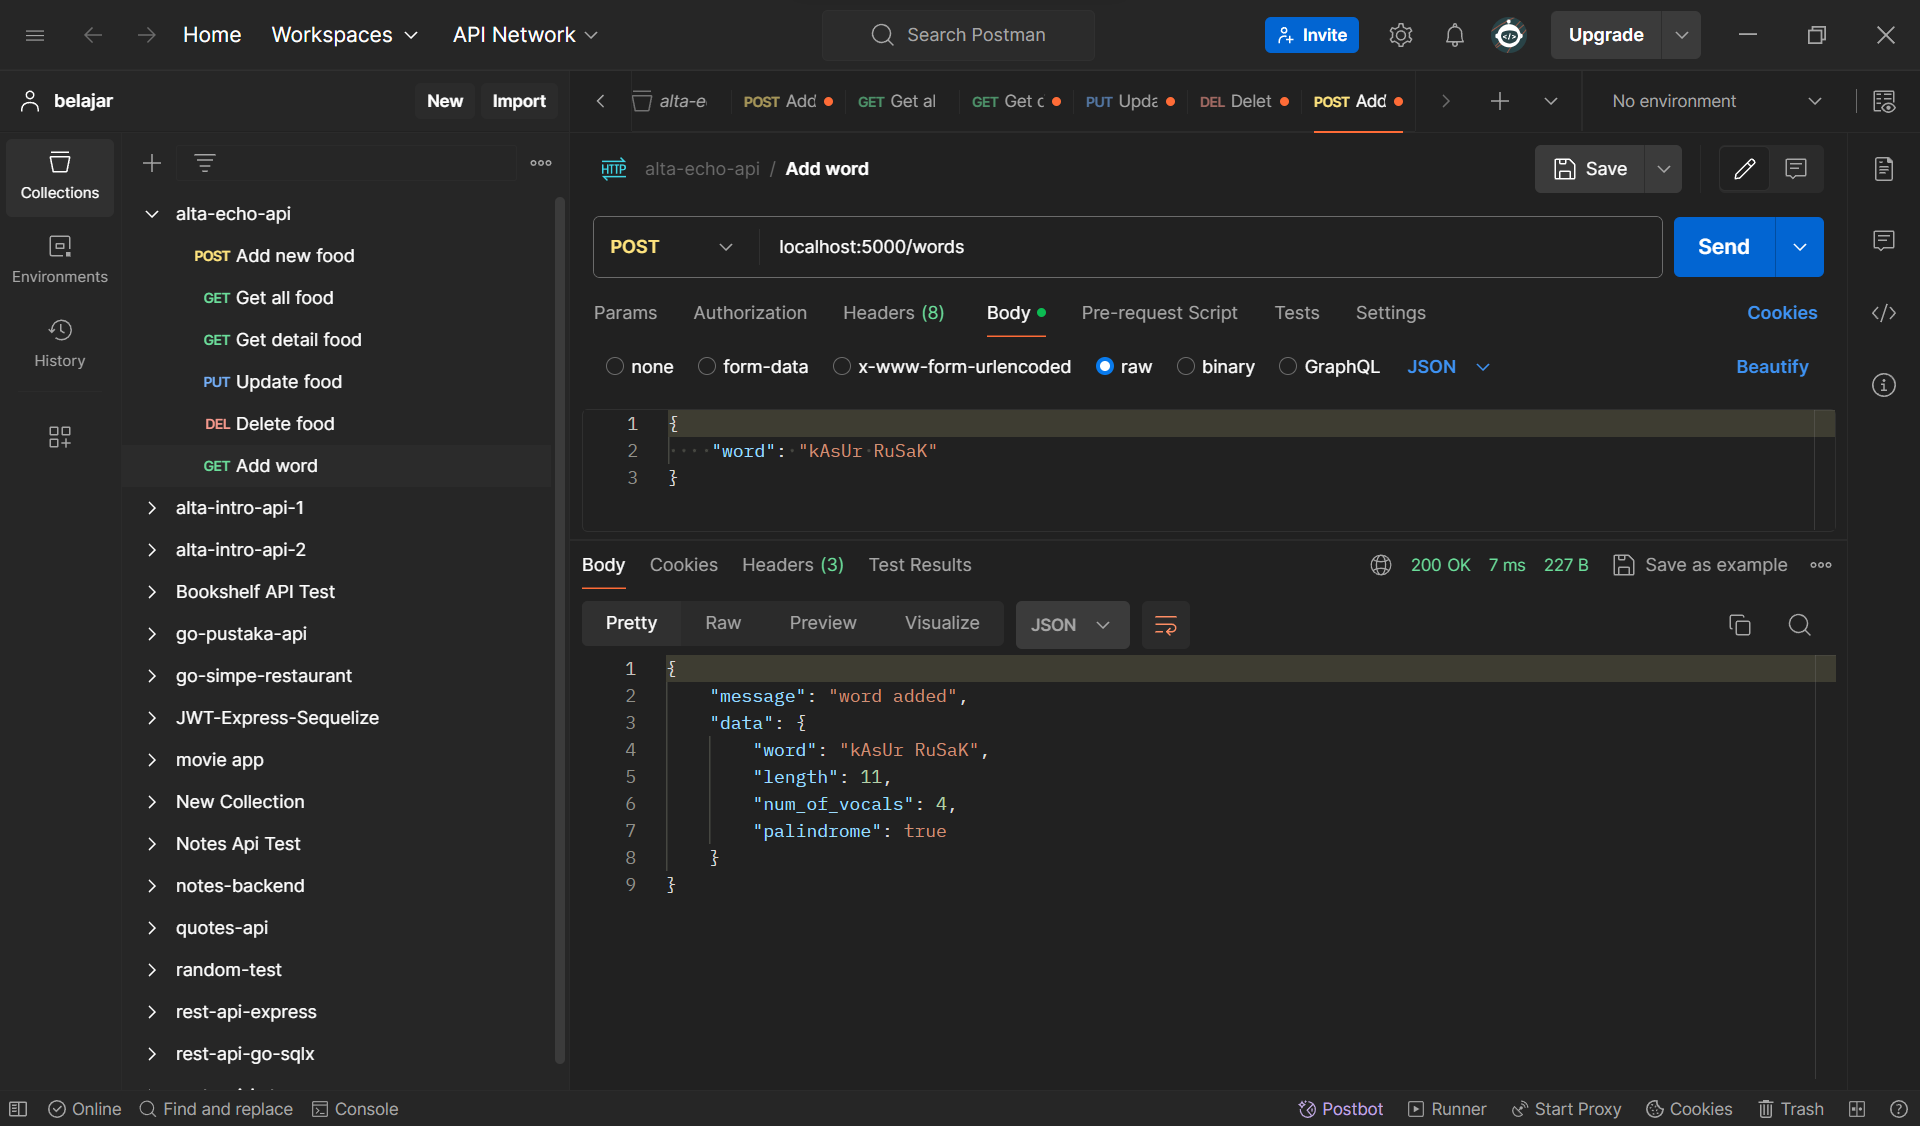 Home Workspaces API Network Search Postman Invite Upgrade
belajar New Import
alta-e POST Add GET Get al GET Get c PUT Upda DEL Delet POST Add No environment
Collections
Environments
History
alta-echo-api
POST Add new food
GET Get all food
GET Get detail food
PUT Update food
DEL Delete food
GET Add word
alta-intro-api-1
alta-intro-api-2
Bookshelf API Test
go-pustaka-api
go-simpe-restaurant
JWT-Express-Sequelize
movie app
New Collection
Notes Api Test
notes-backend
quotes-api
random-test
rest-api-express
rest-api-go-sqlx
HTTP alta-echo-api / Add word Save
POST localhost:5000/words Send
Params Authorization Headers (8) Body Pre-request Script Tests Settings Cookies
none form-data x-www-form-urlencoded raw binary GraphQL JSON Beautify
1 {
2 "word": "kAsUr RuSaK"
3 }
Body Cookies Headers (3) Test Results 200 OK 7 ms 227 B Save as example
Pretty Raw Preview Visualize JSON
1 {
2 "message": "word added",
3 "data": {
4 "word": "kAsUr RuSaK",
5 "length": 11,
6 "num_of_vocals": 4,
7 "palindrome": true
8 }
9 }
Online Find and replace Console Postbot Runner Start Proxy Cookies Trash